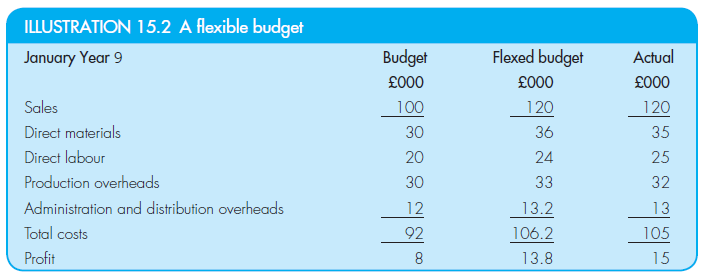 ILLUSTRATION 15.2 A flexible budget
January Year 9 Budget Flexed budget Actual
£000 £000 £000
Sales 100 120 120
Direct materials 30 36 35
Direct labour 20 24 25
Production overheads 30 33 32
Administration and distribution overheads 12 13.2 13
Total costs 92 106.2 105
Profit 8 13.8 15